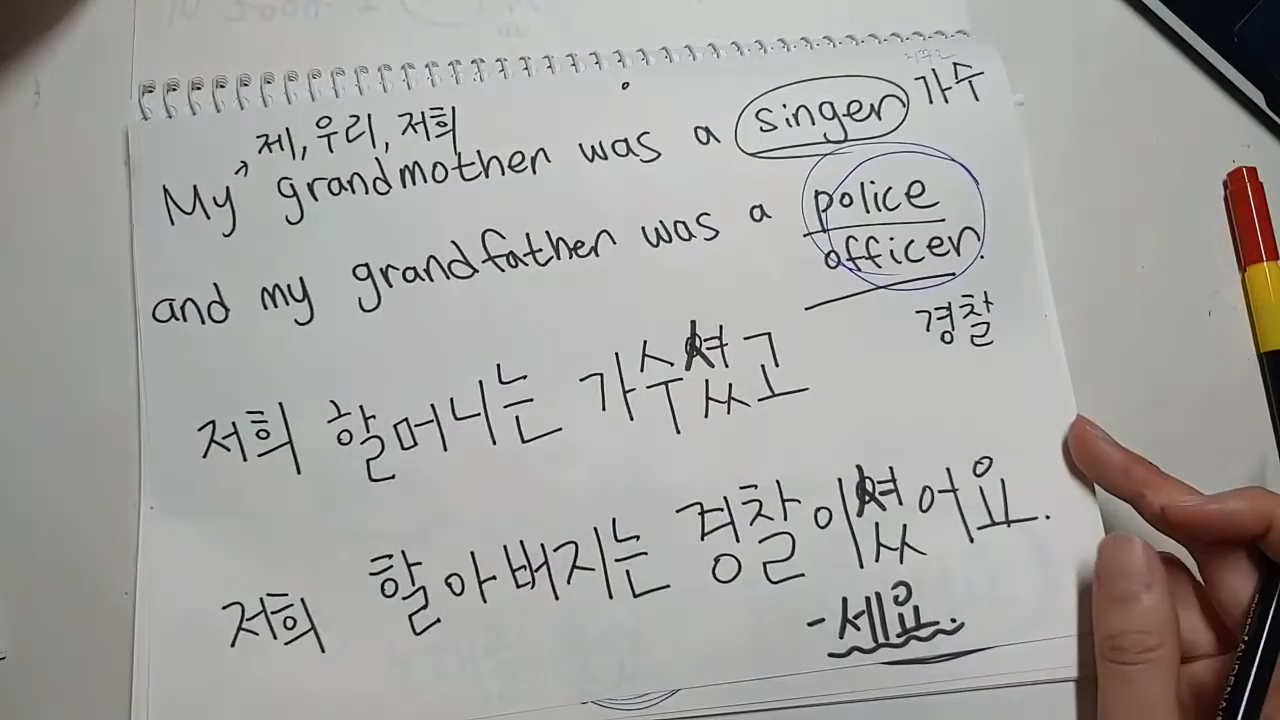 제, 우리, 저희
My grandmother was a singer 가수
and my grandfather was a police officer.
경찰
저희 할머니는 가수셨고
저희 할아버지는 경찰이셨어요.
-세요.